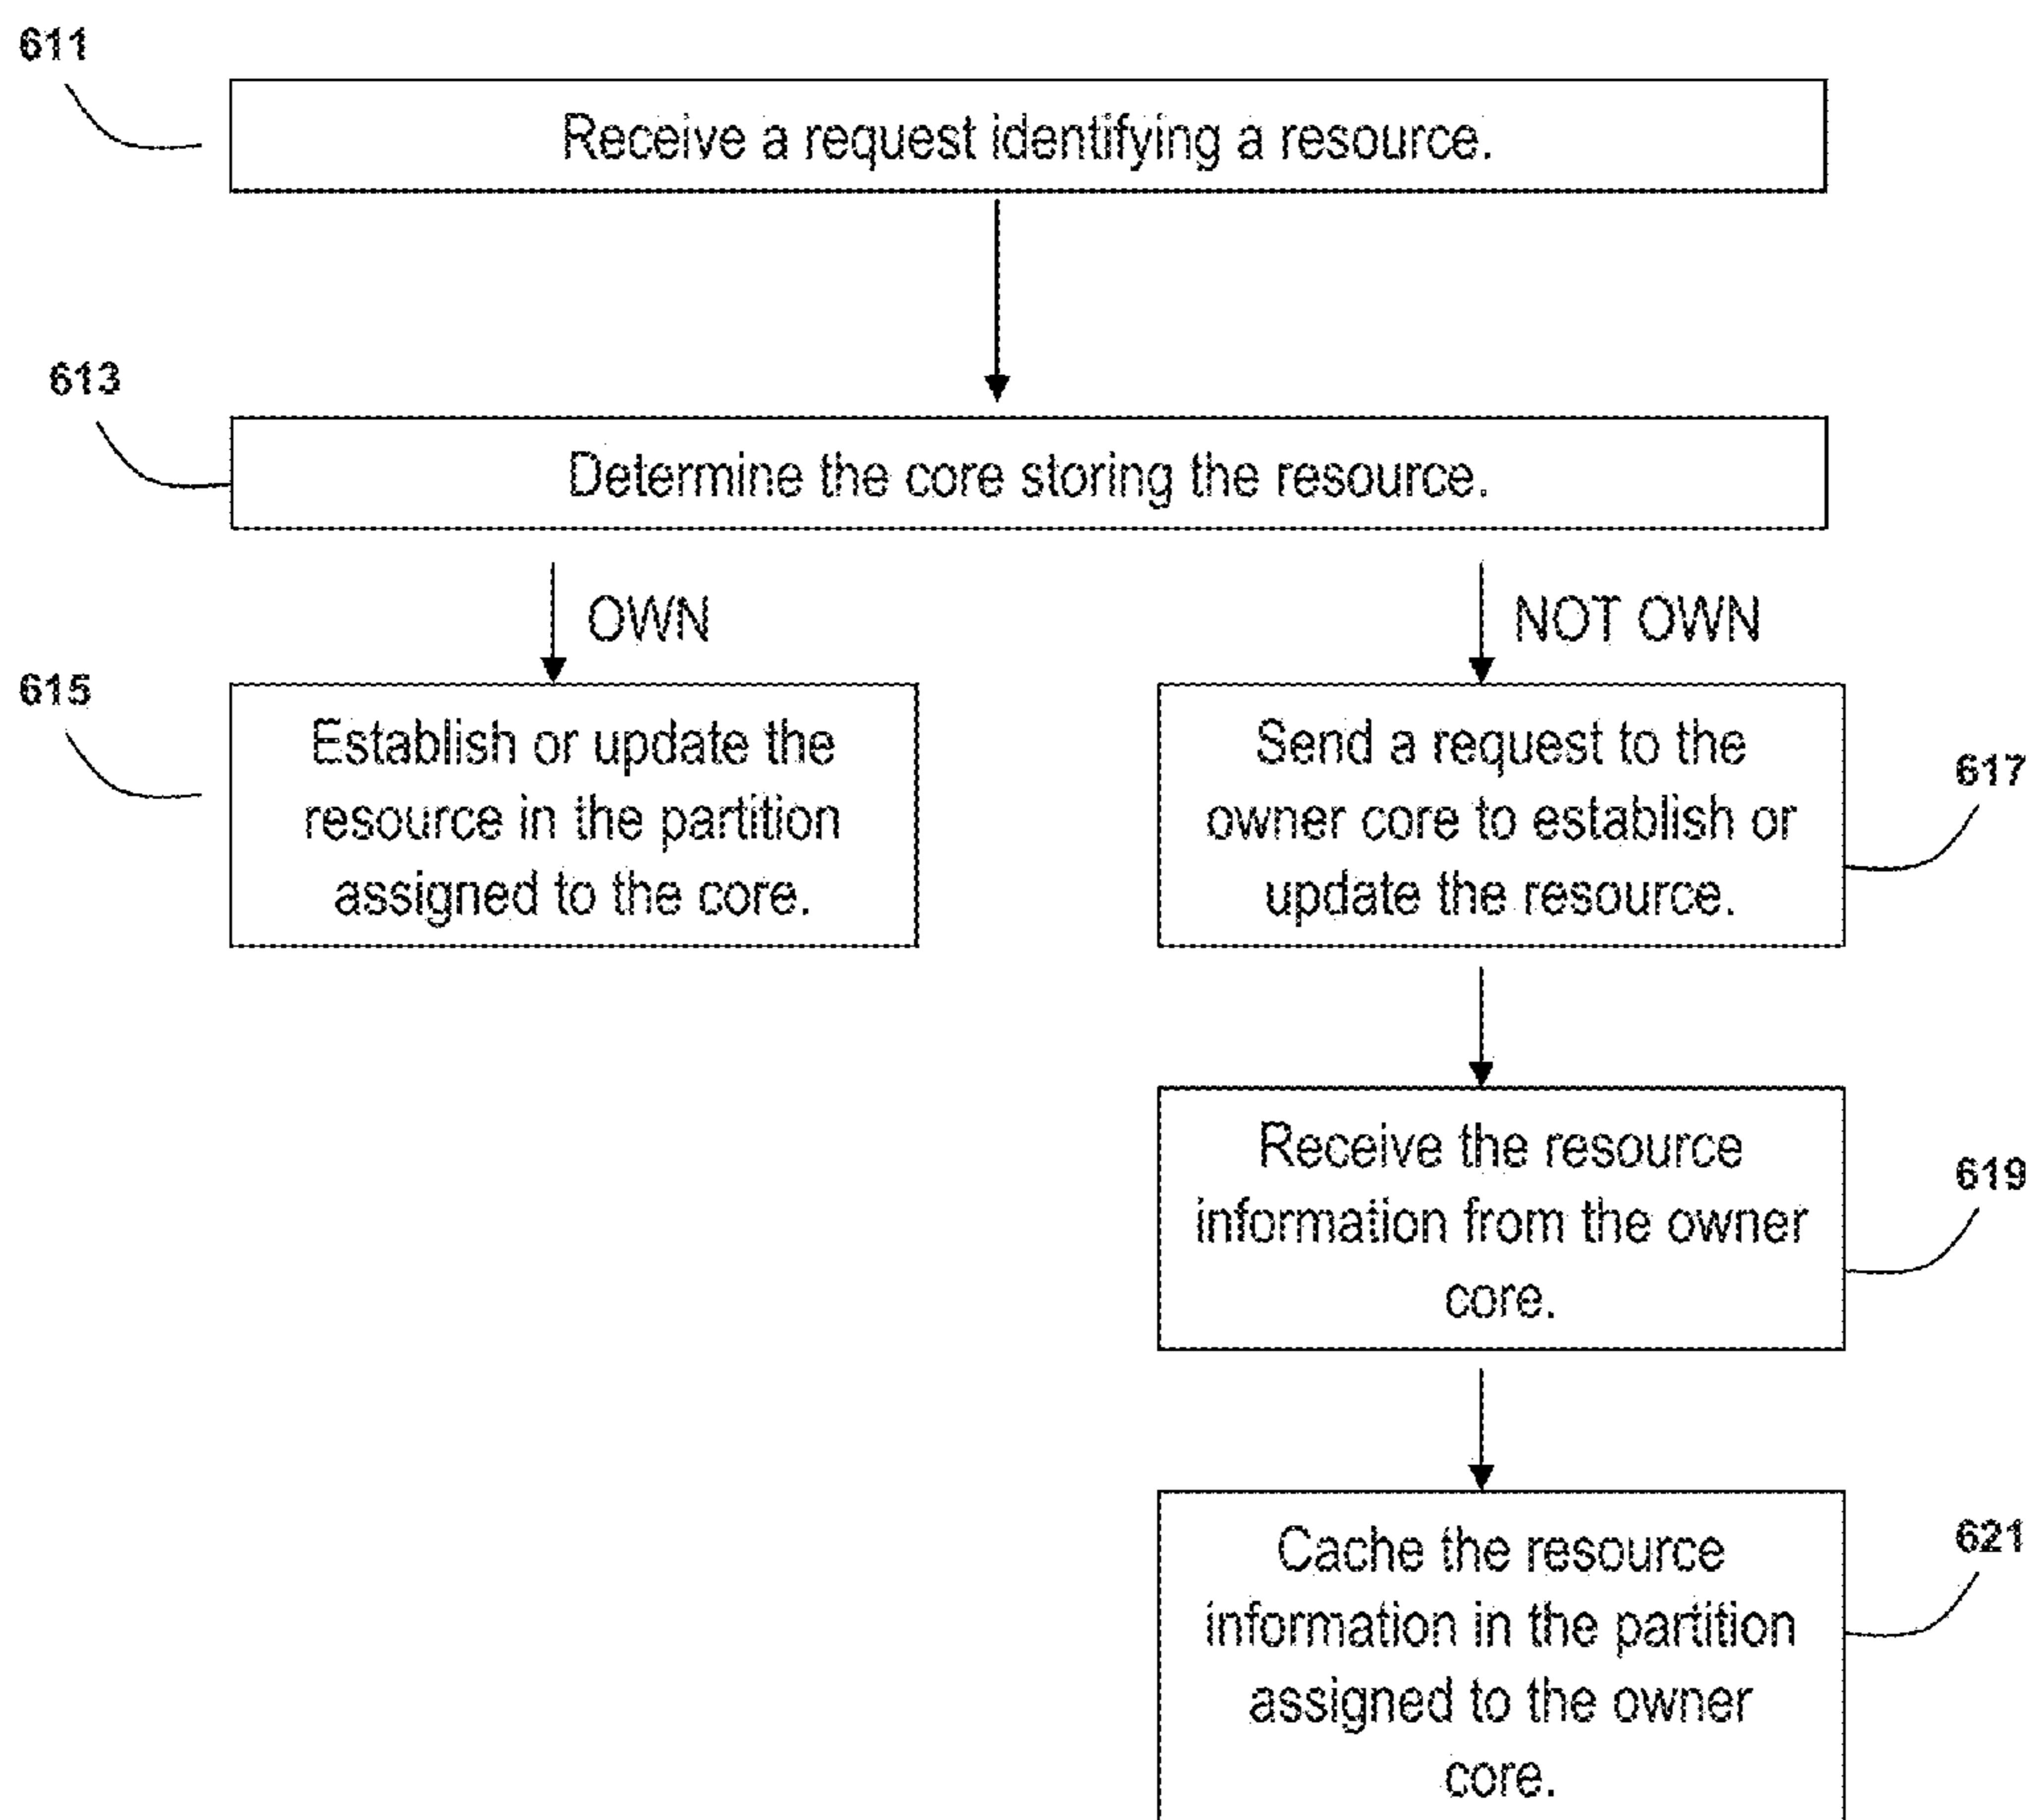 611
Receive a request identifying a resource.
613
Determine the core storing the resource.
OWN
NOT OWN
615
Establish or update the
resource in the partition
assigned to the core.
Send a request to the
owner core to establish or
update the resource.
617
Receive the resource
information from the owner
core.
619
Cache the resource
information in the partition
assigned to the owner
core.
621